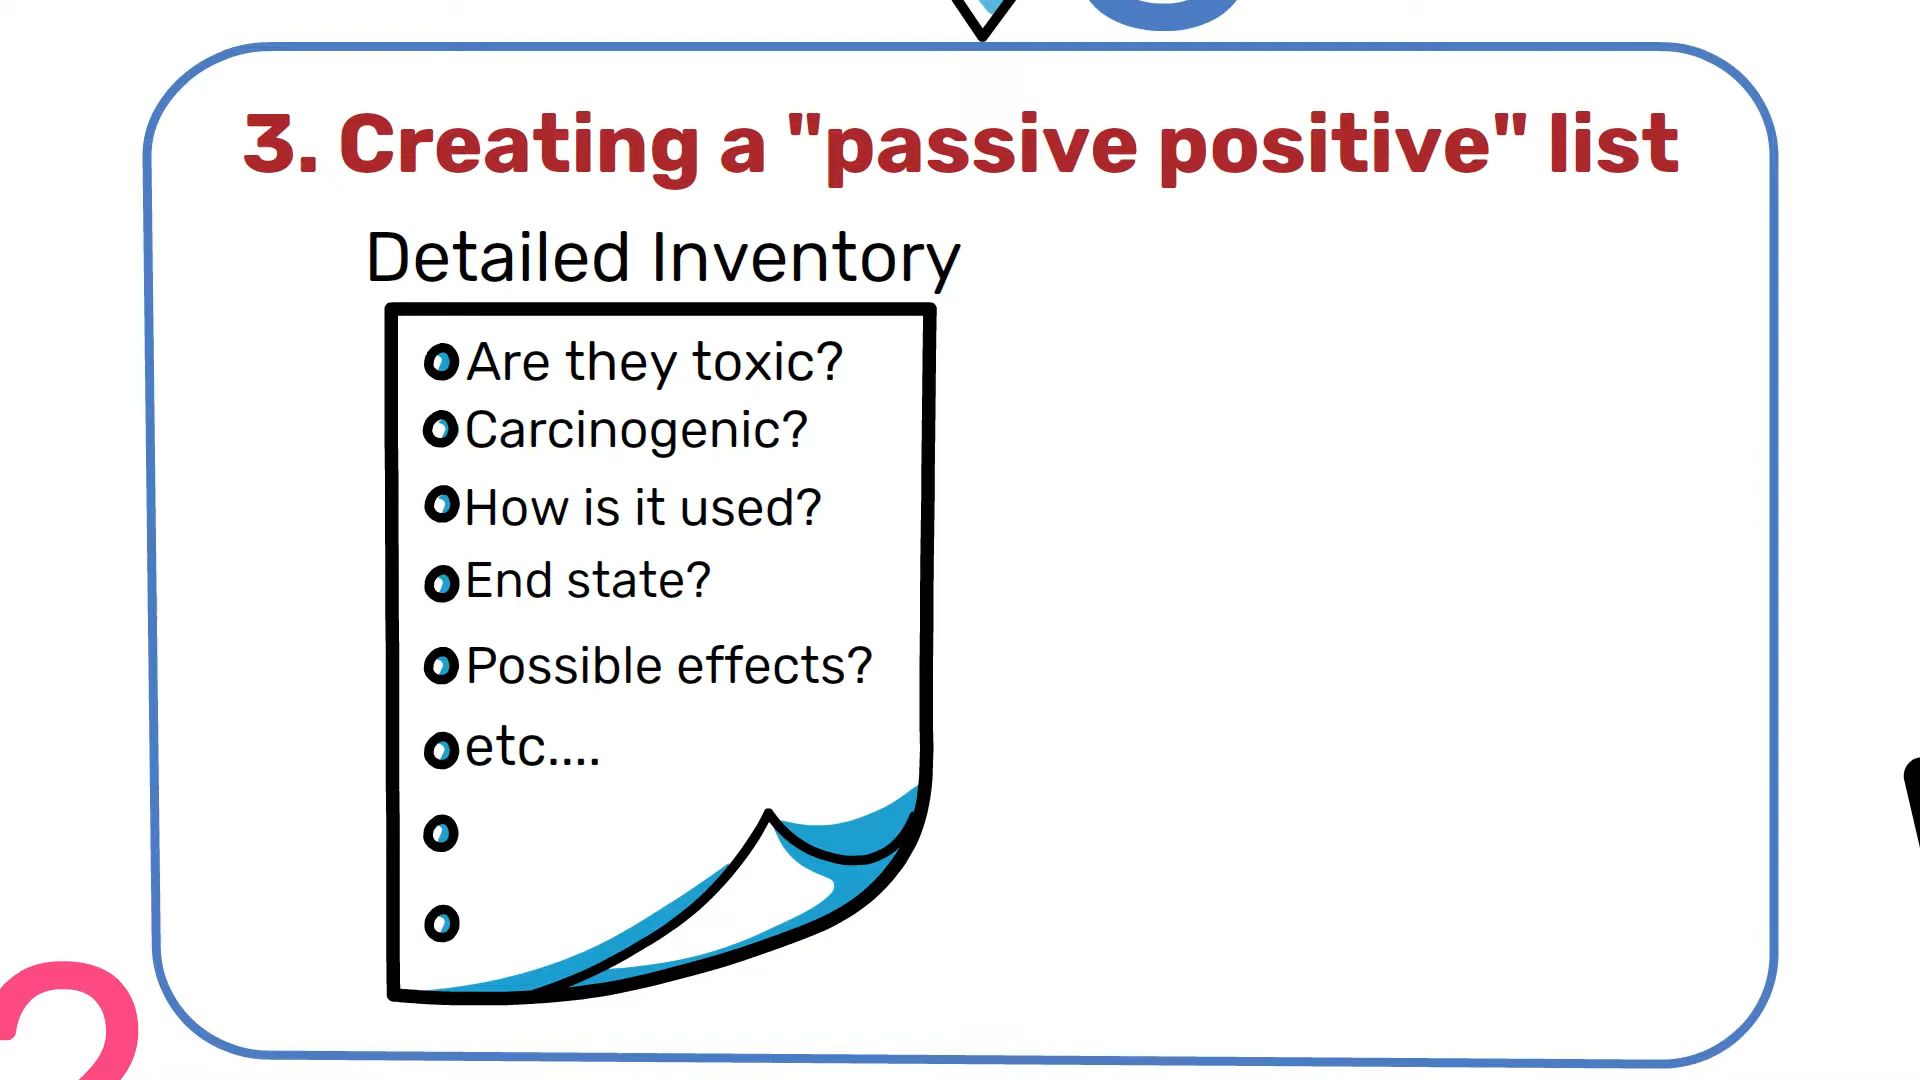 3. Creating a "passive positive" list
Detailed Inventory
Are they toxic?
Carcinogenic?
How is it used?
End state?
Possible effects?
etc....